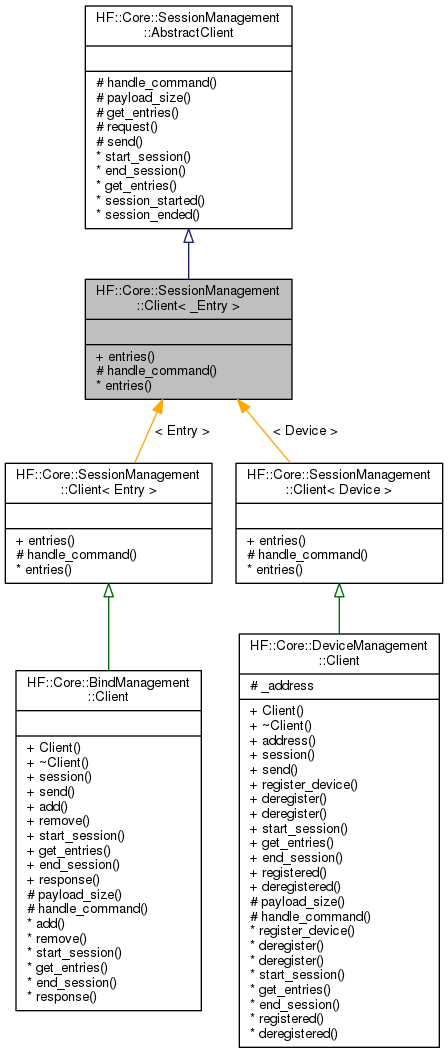 HF::Core::SessionManagement
::AbstractClient
# handle_command()
# payload_size()
# get_entries()
# request()
# send()
* start_session()
* end_session()
* get_entries()
* session_started()
* session_ended()
HF::Core::SessionManagement
::Client< _Entry >
+ entries()
# handle_command()
* entries()
< Entry >
< Device >
HF::Core::SessionManagement
::Client< Entry >
+ entries()
# handle_command()
* entries()
HF::Core::SessionManagement
::Client< Device >
+ entries()
# handle_command()
* entries()
HF::Core::BindManagement
::Client
+ Client()
+ ~Client()
+ session()
+ send()
+ add()
+ remove()
+ start_session()
+ get_entries()
+ end_session()
+ response()
# payload_size()
# handle_command()
* add()
* remove()
* start_session()
* get_entries()
* end_session()
* response()
HF::Core::DeviceManagement
::Client
# _address
+ Client()
+ ~Client()
+ address()
+ session()
+ send()
+ register_device()
+ deregister()
+ deregister()
+ start_session()
+ get_entries()
+ end_session()
+ registered()
+ deregistered()
# payload_size()
# handle_command()
* register_device()
* deregister()
* deregister()
* start_session()
* get_entries()
* end_session()
* registered()
* deregistered()